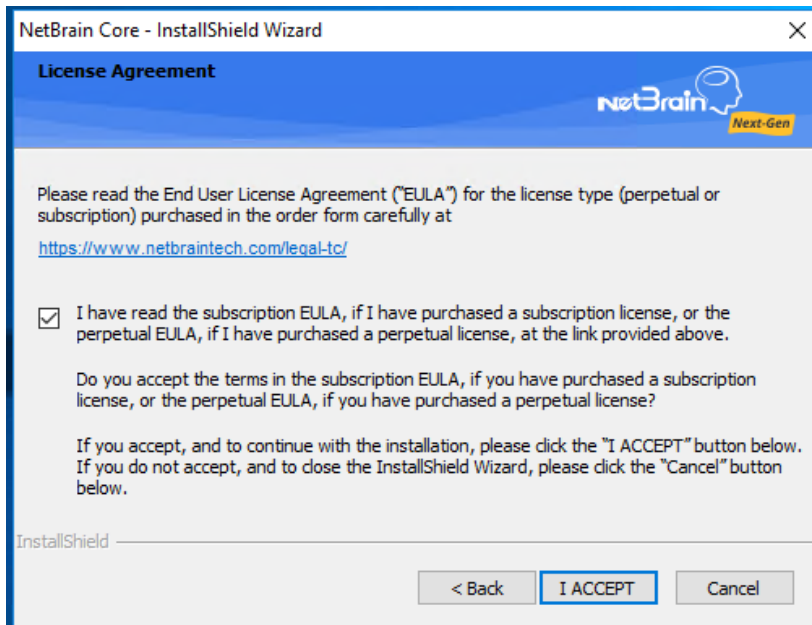 NetBrain Core - InstallShield Wizard
License Agreement
NetBrain
Next-Gen
Please read the End User License Agreement ("EULA") for the license type (perpetual or
subscription) purchased in the order form carefully at
https://www.netbraintech.com/legal-tc/
I have read the subscription EULA, if I have purchased a subscription license, or the
perpetual EULA, if I have purchased a perpetual license, at the link provided above.
Do you accept the terms in the subscription EULA, if you have purchased a subscription
license, or the perpetual EULA, if you have purchased a perpetual license?
If you accept, and to continue with the installation, please click the "I ACCEPT" button below.
If you do not accept, and to close the InstallShield Wizard, please click the "Cancel" button
below.
InstallShield
< Back
I ACCEPT
Cancel